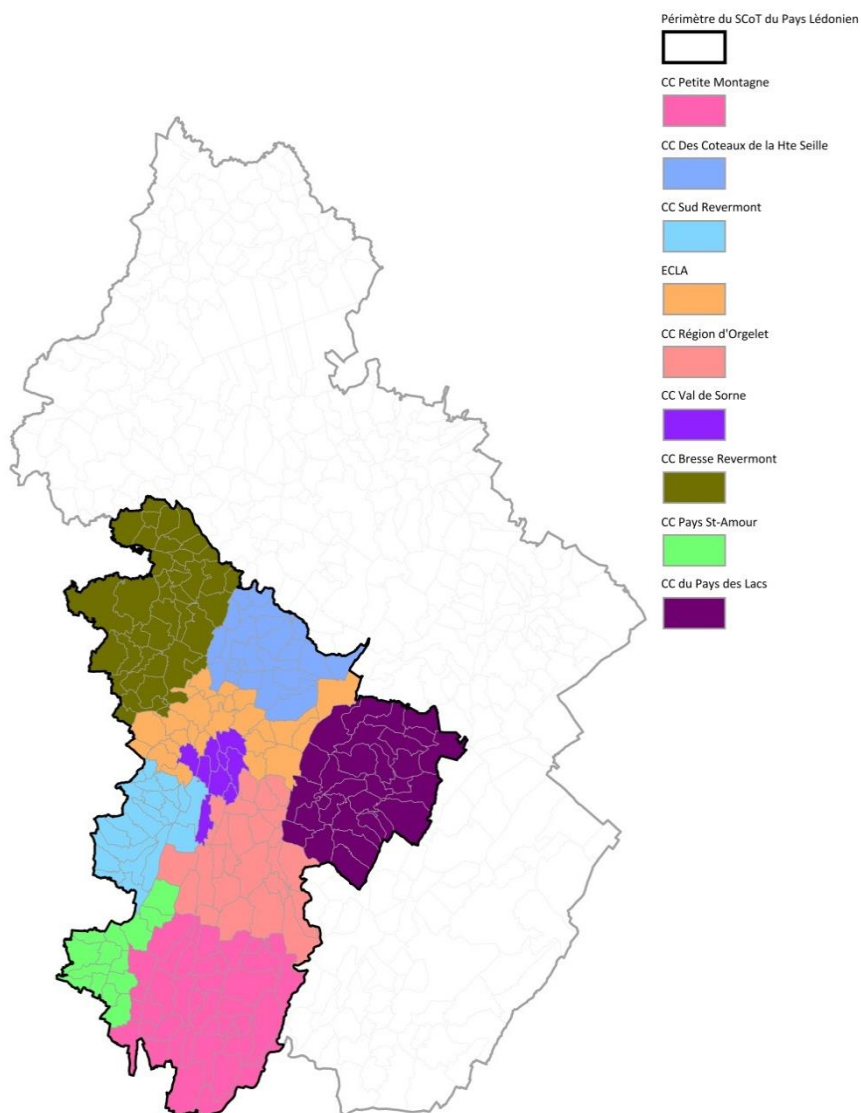 Périmètre du SCoT du Pays Lédonien
CC Petite Montagne
CC Des Coteaux de la Hte Seille
CC Sud Revermont
ECLA
CC Région d'Orgelet
CC Val de Sorne
CC Bresse Revermont
CC Pays St-Amour
CC du Pays des Lacs